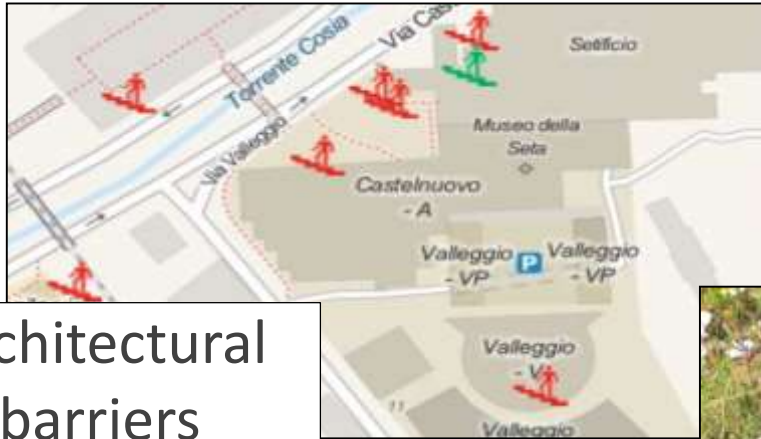 Via Cas
Setificio
Torrente Cosia
Museo della
Seta
Via Valleggio
Castelnuovo
- A
Valleggio
- VP
P
Valleggio
- VP
Valleggio
- V
11
Valleggio
chitectural
barriers